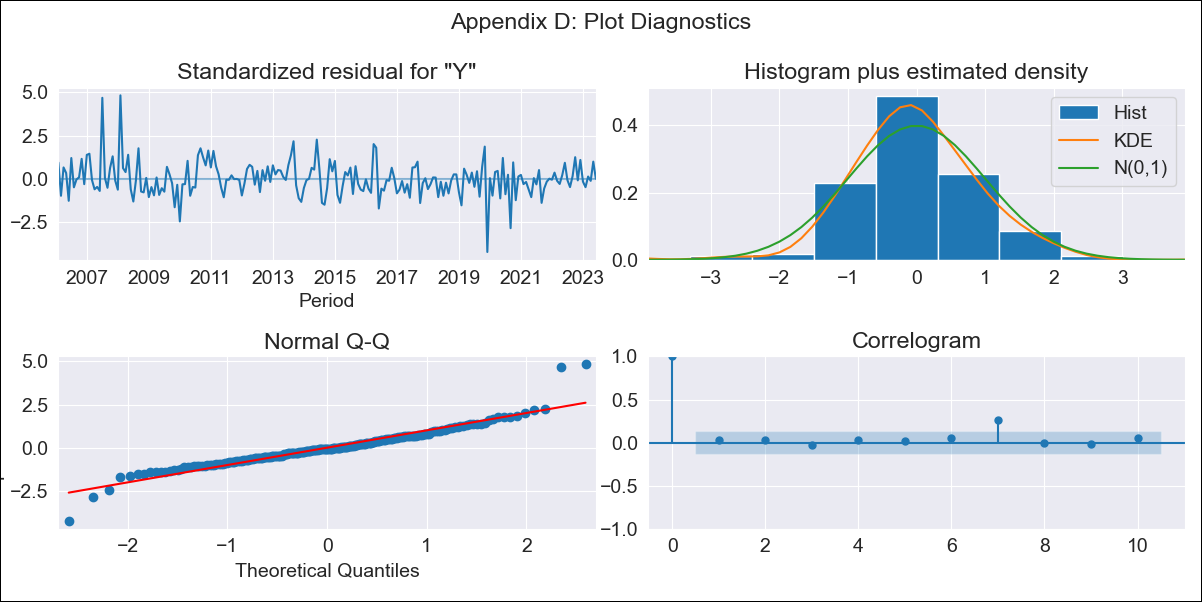 Appendix D: Plot Diagnostics
Standardized residual for "Y"
5.0
2.5
0.0
−2.5
2007 2009 2011 2013 2015 2017 2019 2021 2023
Period
Histogram plus estimated density
Hist
KDE
N(0,1)
0.4
0.2
0.0
−3 −2 −1 0 1 2 3
Normal Q-Q
5.0
2.5
0.0
−2.5
−2 −1 0 1 2
Theoretical Quantiles
Correlogram
1.0
0.5
0.0
−0.5
−1.0
0 2 4 6 8 10